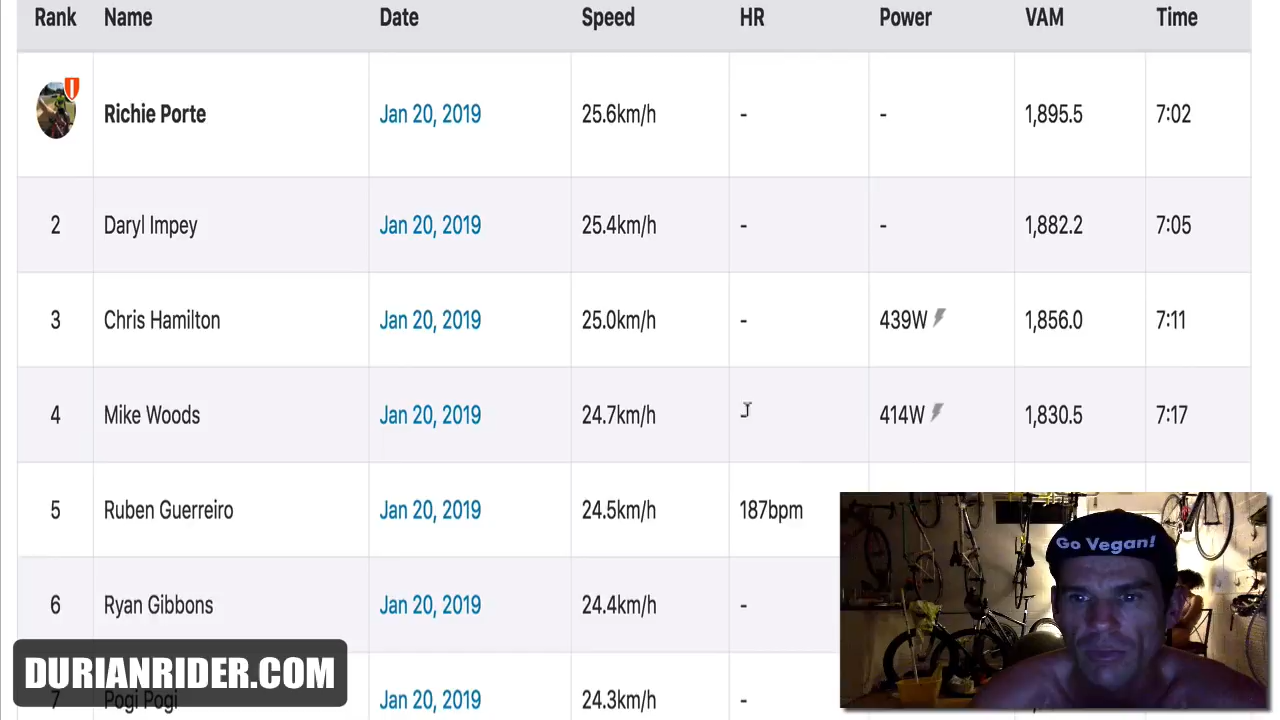 Rank Name Date Speed HR Power VAM Time
Richie Porte Jan 20, 2019 25.6km/h - - 1,895.5 7:02
2 Daryl Impey Jan 20, 2019 25.4km/h - - 1,882.2 7:05
3 Chris Hamilton Jan 20, 2019 25.0km/h - 439W 1,856.0 7:11
4 Mike Woods Jan 20, 2019 24.7km/h 414W 1,830.5 7:17
5 Ruben Guerreiro Jan 20, 2019 24.5km/h 187bpm
6 Ryan Gibbons Jan 20, 2019 24.4km/h -
7 Pogi Pogi Jan 20, 2019 24.3km/h -
DURIANRIDER.COM
Go Vegan!